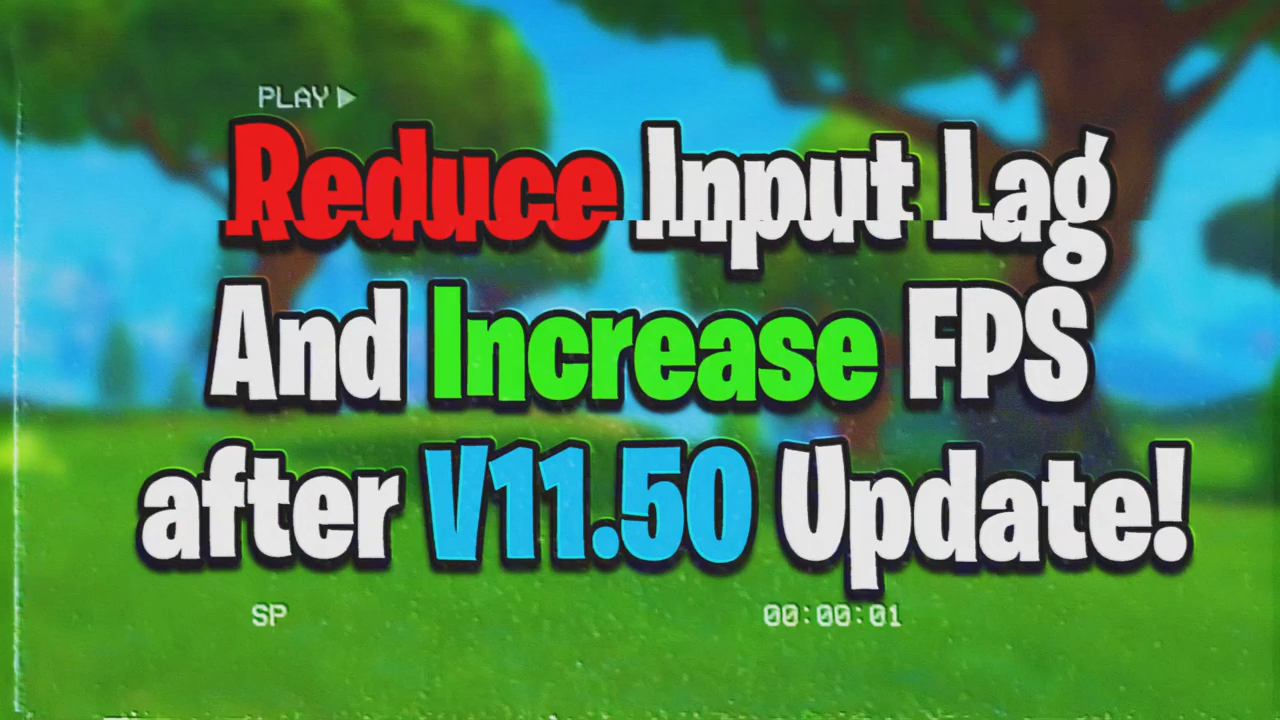 PLAY
Reduce Input Lag
And Increase FPS
after V11.50 Update!
SP
00:00:01